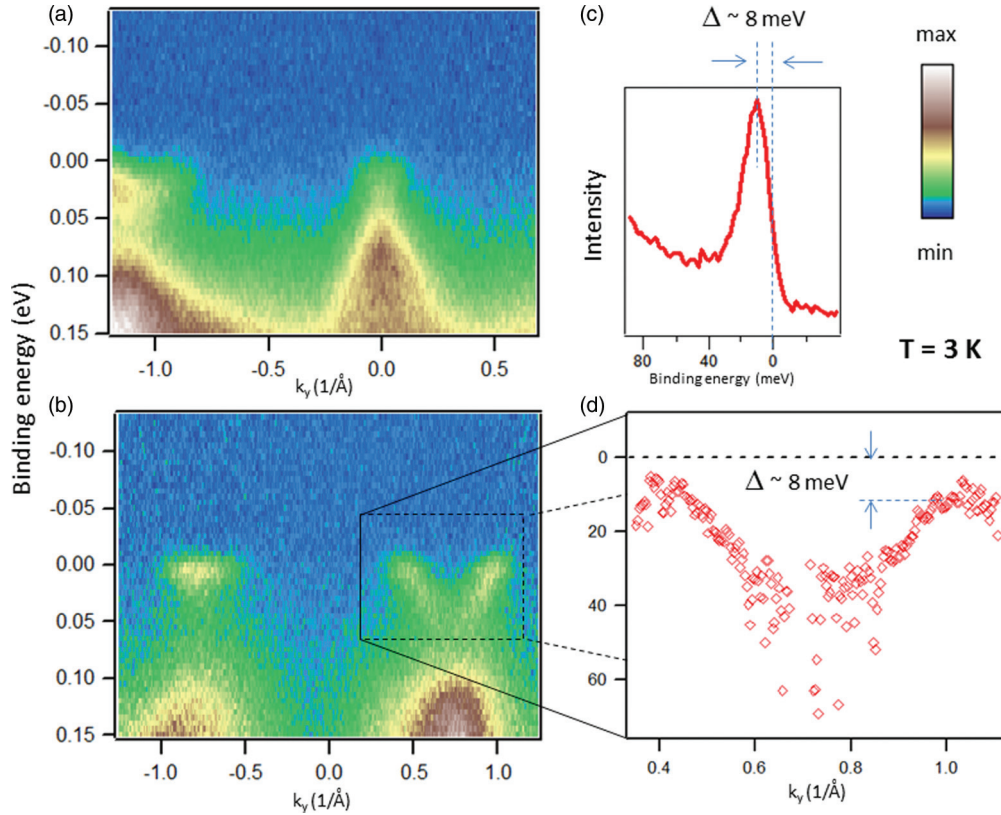 (a)
-0.10
-0.05
0.00
0.05
0.10
0.15
-1.0
-0.5
0.0
0.5
k_y (1/Å)
Binding energy (eV)
(c)
Δ ~ 8 meV
Intensity
80
40
0
Binding energy (meV)
max
min
T = 3 K
(b)
-0.10
-0.05
0.00
0.05
0.10
0.15
-1.0
-0.5
0.0
0.5
1.0
k_y (1/Å)
(d)
0
20
40
60
Δ ~ 8 meV
0.4
0.6
0.8
1.0
k_y (1/Å)